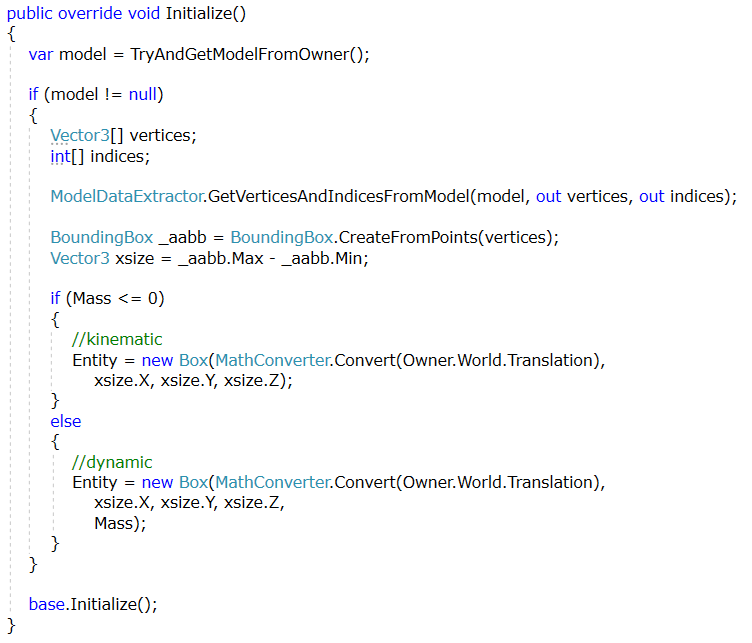 public override void Initialize()
{
var model = TryAndGetModelFromOwner();
if (model != null)
{
Vector3[] vertices;
int[] indices;
ModelDataExtractor.GetVerticesAndIndicesFromModel(model, out vertices, out indices);
BoundingBox _aabb = BoundingBox.CreateFromPoints(vertices);
Vector3 xsize = _aabb.Max - _aabb.Min;
if (Mass <= 0)
{
//kinematic
Entity = new Box(MathConverter.Convert(Owner.World.Translation),
xsize.X, xsize.Y, xsize.Z);
}
else
{
//dynamic
Entity = new Box(MathConverter.Convert(Owner.World.Translation),
xsize.X, xsize.Y, xsize.Z,
Mass);
}
}
base.Initialize();
}